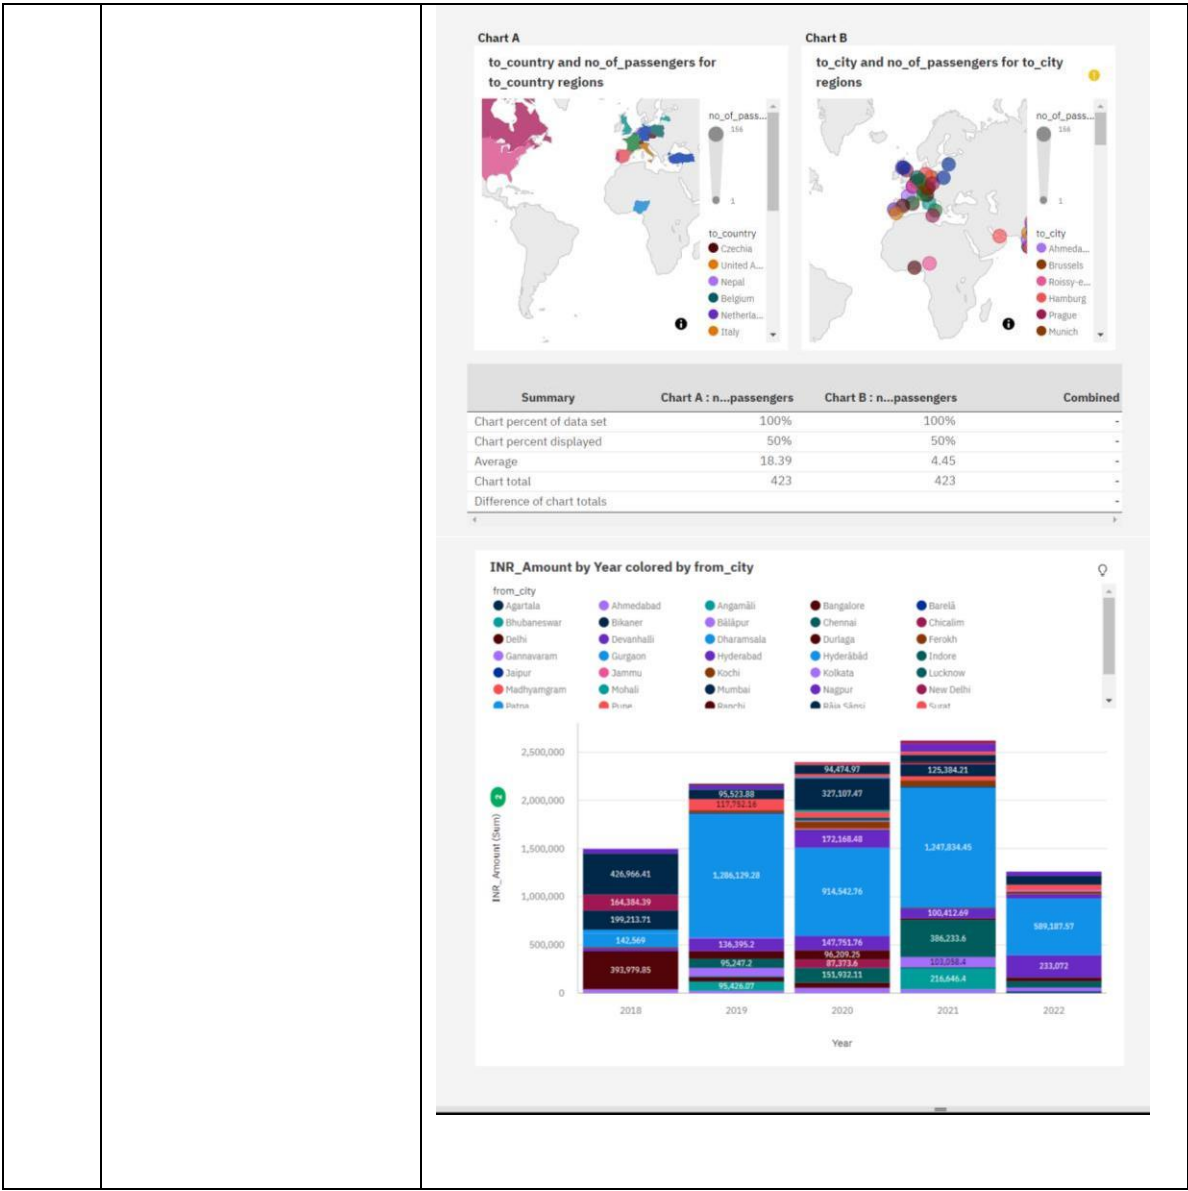 Chart A
Chart B
to_country and no_of_passengers for
to_country regions
no_of_pass...
156
1
to_country
Czechia
United A...
Nepal
Belgium
Netherla...
Italy
to_city and no_of_passengers for to_city
regions
no_of_pass...
156
1
to_city
Ahmeda...
Brussels
Roissy-e...
Hamburg
Prague
Munich
Summary Chart A : n...passengers Chart B : n...passengers Combined
Chart percent of data set 100% 100% -
Chart percent displayed 50% 50% -
Average 18.39 4.45 -
Chart total 423 423 -
Difference of chart totals -
INR_Amount by Year colored by from_city
from_city
Agartala Ahmedabad Angamāli Bangalore Barelā
Bhubaneswar Bikaner Bālāpur Chennai Chicalim
Delhi Devanhalli Dharamsala Durlaga Ferokh
Gannavaram Gurgaon Hyderabad Hyderābād Indore
Jaipur Jammu Kochi Kolkata Lucknow
Madhyamgram Mohali Mumbai Nagpur New Delhi
Patna Pune Ranchi Rāja Sānsi Surat
INR_Amount (Sum)
2
2,500,000
2,000,000
1,500,000
1,000,000
500,000
0
426,966.41
164,384.39
199,213.71
142,569
393,979.85
95,523.88
117,752.16
1,286,129.28
136,395.2
95,247.2
95,426.07
94,474.97
327,107.47
172,168.48
914,542.76
147,751.76
96,209.25
87,373.6
151,932.11
125,384.21
1,247,834.45
100,412.69
386,233.6
103,058.4
216,646.4
589,187.57
233,072
2018 2019 2020 2021 2022
Year